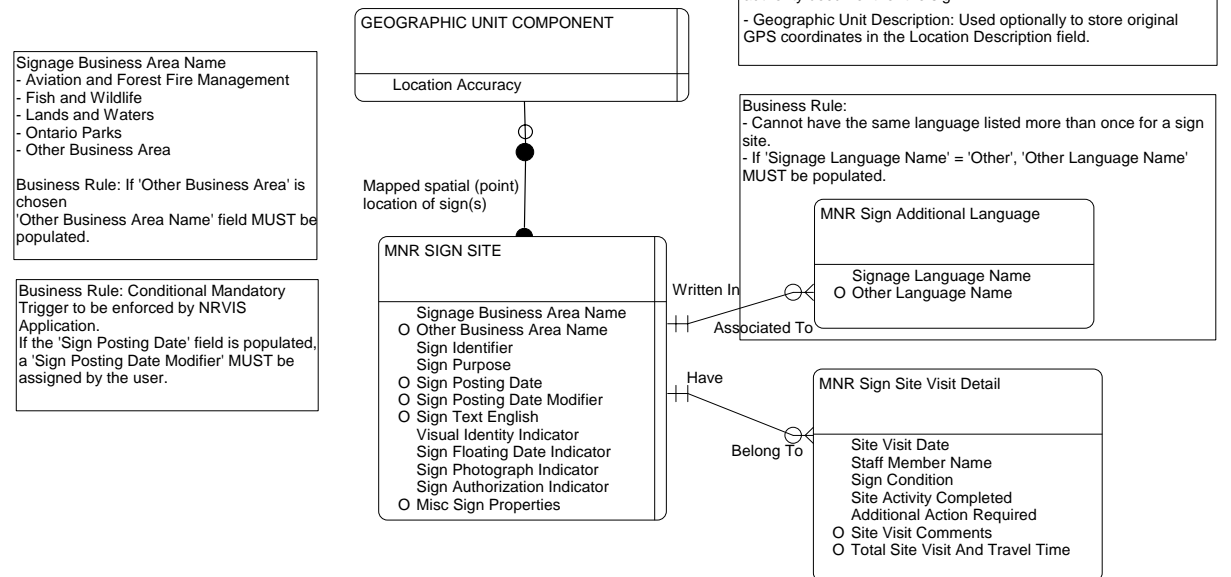 - Geographic Unit Description: Used optionally to store original
GPS coordinates in the Location Description field.
GEOGRAPHIC UNIT COMPONENT
Location Accuracy
Signage Business Area Name
- Aviation and Forest Fire Management
- Fish and Wildlife
- Lands and Waters
- Ontario Parks
- Other Business Area
Business Rule: If 'Other Business Area' is
chosen
'Other Business Area Name' field MUST be
populated.
Business Rule: Conditional Mandatory
Trigger to be enforced by NRVIS
Application.
If the 'Sign Posting Date' field is populated,
a 'Sign Posting Date Modifier' MUST be
assigned by the user.
Mapped spatial (point)
location of sign(s)
MNR SIGN SITE
Signage Business Area Name
O Other Business Area Name
Sign Identifier
Sign Purpose
O Sign Posting Date
O Sign Posting Date Modifier
O Sign Text English
Visual Identity Indicator
Sign Floating Date Indicator
Sign Photograph Indicator
Sign Authorization Indicator
O Misc Sign Properties
Written In
Associated To
Have
Belong To
Business Rule:
- Cannot have the same language listed more than once for a sign
site.
- If 'Signage Language Name' = 'Other', 'Other Language Name'
MUST be populated.
MNR Sign Additional Language
Signage Language Name
O Other Language Name
MNR Sign Site Visit Detail
Site Visit Date
Staff Member Name
Sign Condition
Site Activity Completed
Additional Action Required
O Site Visit Comments
O Total Site Visit And Travel Time